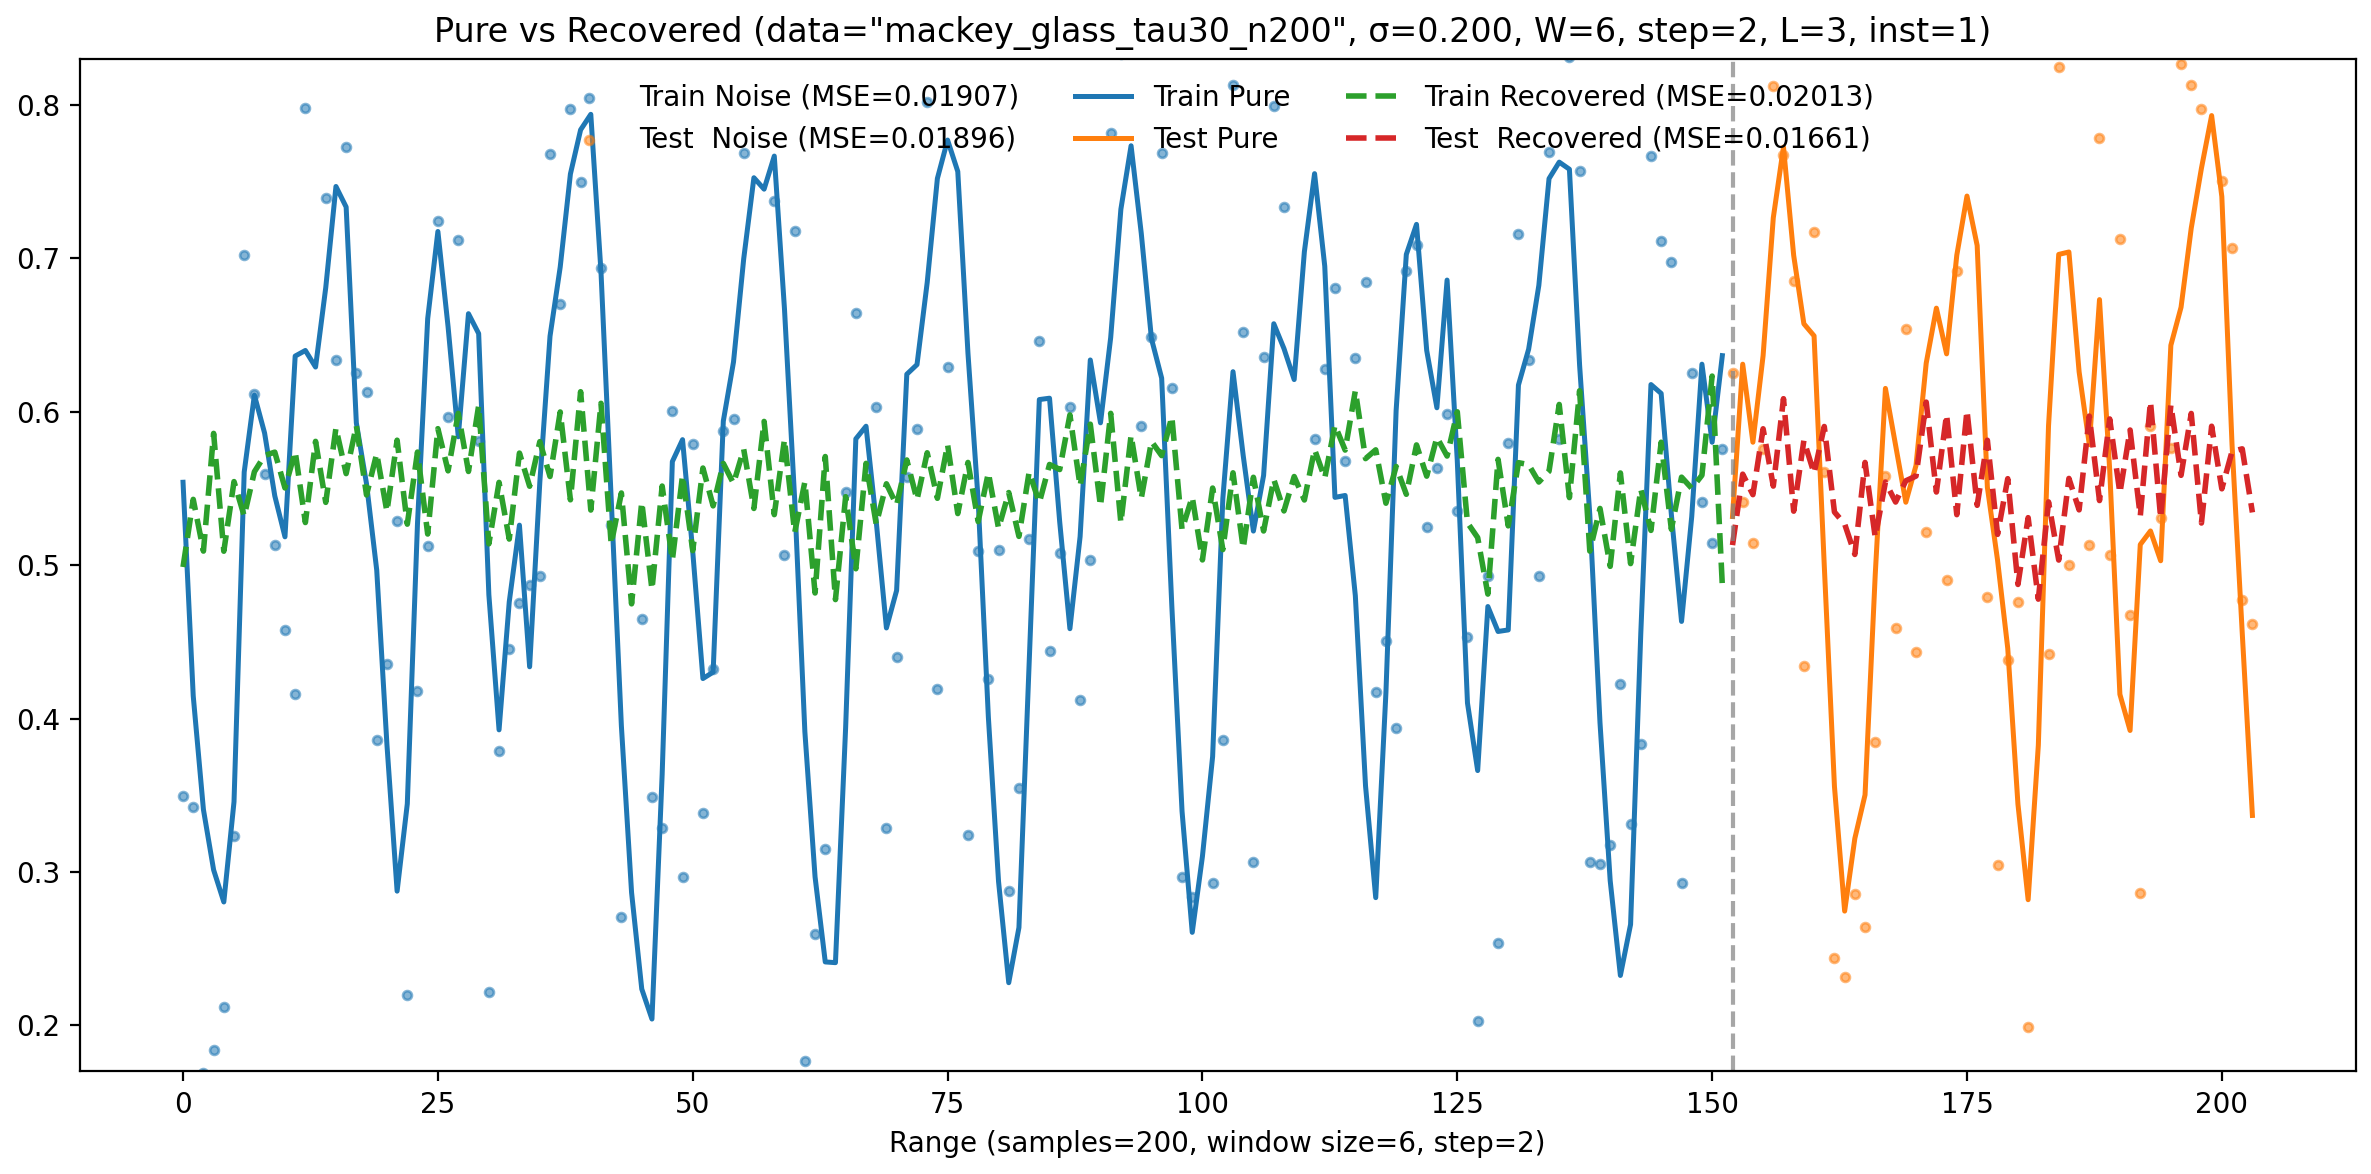 Pure vs Recovered (data="mackey_glass_tau30_n200", σ=0.200, W=6, step=2, L=3, inst=1)
Train Noise (MSE=0.01907) Train Pure Train Recovered (MSE=0.02013)
Test  Noise (MSE=0.01896) Test Pure Test  Recovered (MSE=0.01661)
0.8
0.7
0.6
0.5
0.4
0.3
0.2
0 25 50 75 100 125 150 175 200
Range (samples=200, window size=6, step=2)